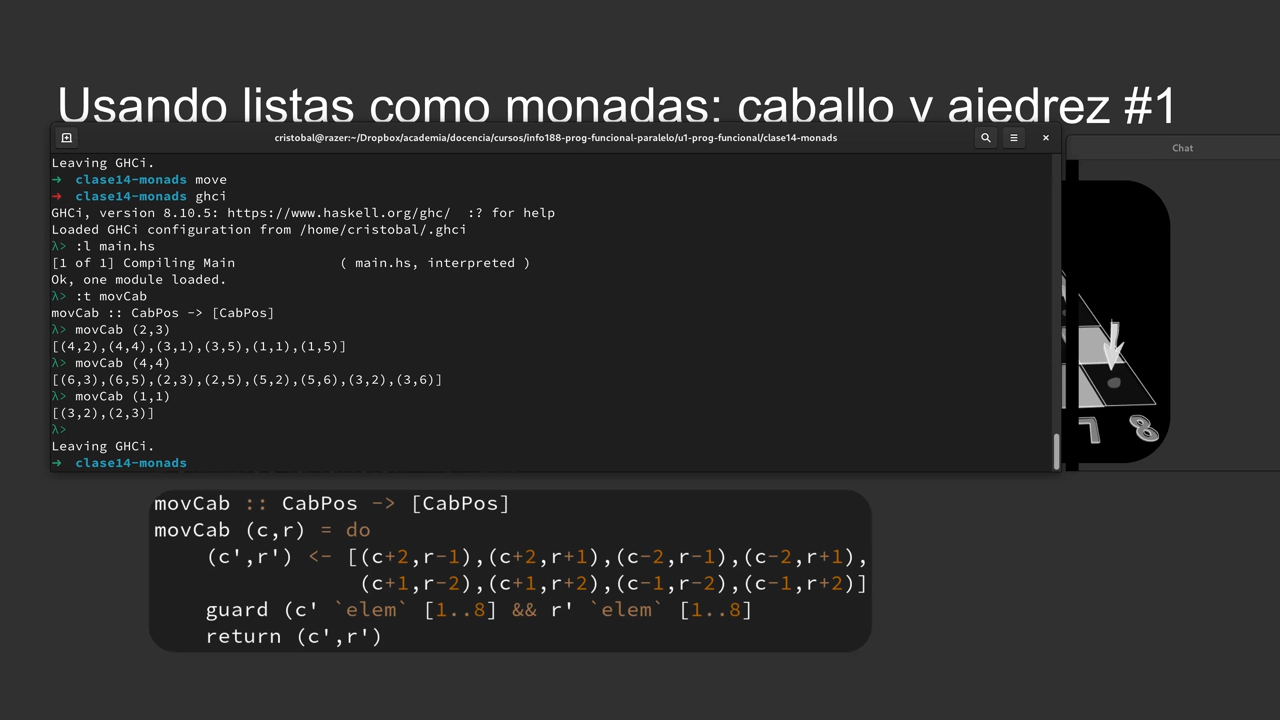 Usando listas como monadas: caballo y ajedrez #1
cristobal@razer:~/Dropbox/academia/docencia/cursos/info188-prog-funcional-paralelo/u1-prog-funcional/clase14-monads
Chat
Leaving GHCi.
→ clase14-monads move
→ clase14-monads ghci
GHCi, version 8.10.5: https://www.haskell.org/ghc/  :? for help
Loaded GHCi configuration from /home/cristobal/.ghci
λ> :l main.hs
[1 of 1] Compiling Main             ( main.hs, interpreted )
Ok, one module loaded.
λ> :t movCab
movCab :: CabPos -> [CabPos]
λ> movCab (2,3)
[(4,2),(4,4),(3,1),(3,5),(1,1),(1,5)]
λ> movCab (4,4)
[(6,3),(6,5),(2,3),(2,5),(5,2),(5,6),(3,2),(3,6)]
λ> movCab (1,1)
[(3,2),(2,3)]
λ>
Leaving GHCi.
→ clase14-monads
7 8
movCab :: CabPos -> [CabPos]
movCab (c,r) = do
    (c',r') <- [(c+2,r-1),(c+2,r+1),(c-2,r-1),(c-2,r+1),
                (c+1,r-2),(c+1,r+2),(c-1,r-2),(c-1,r+2)]
    guard (c' `elem` [1..8] && r' `elem` [1..8]
    return (c',r')